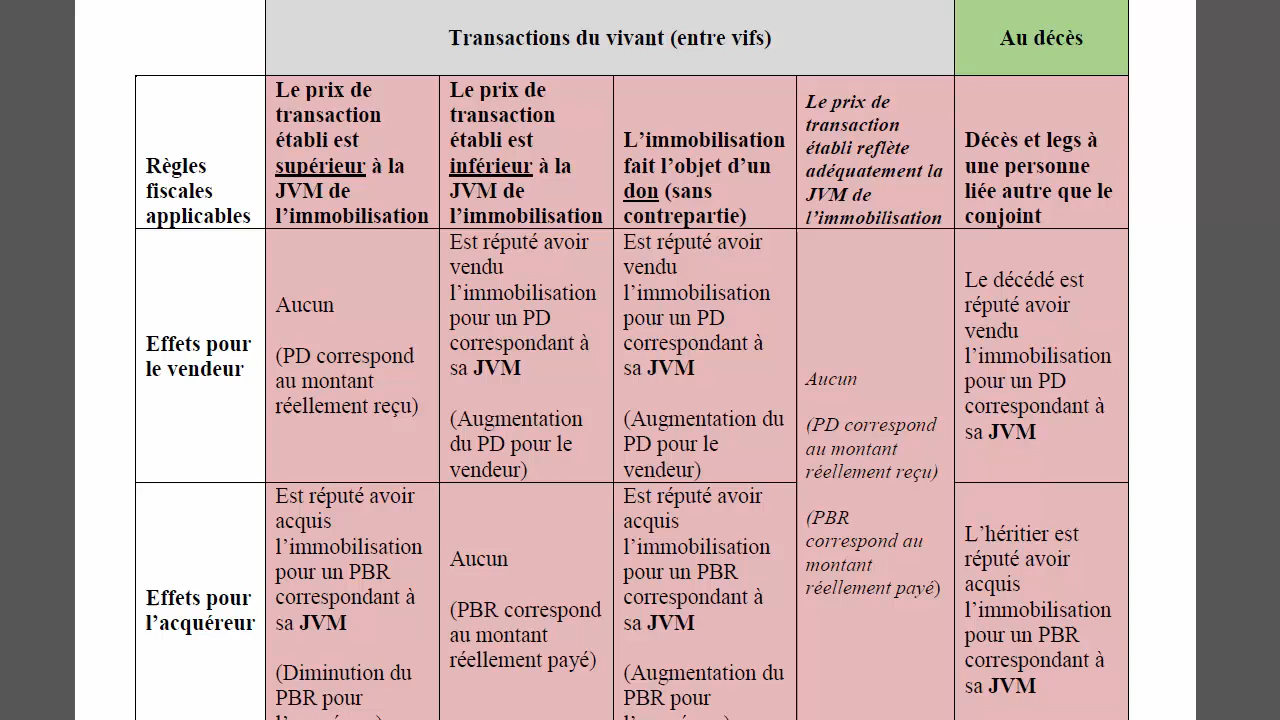 Transactions du vivant (entre vifs)
Au décès
Règles
fiscales
applicables
Le prix de
transaction
établi est
supérieur à la
JVM de
l’immobilisation
Le prix de
transaction
établi est
inférieur à la
JVM de
l’immobilisation
L’immobilisation
fait l’objet d’un
don (sans
contrepartie)
Le prix de
transaction
établi reflète
adéquatement la
JVM de
l’immobilisation
Décès et legs à
une personne
liée autre que le
conjoint
Effets pour
le vendeur
Aucun
(PD correspond
au montant
réellement reçu)
Est réputé avoir
vendu
l’immobilisation
pour un PD
correspondant à
sa JVM
(Augmentation
du PD pour le
vendeur)
Est réputé avoir
vendu
l’immobilisation
pour un PD
correspondant à
sa JVM
(Augmentation du
PD pour le
vendeur)
Aucun
(PD correspond
au montant
réellement reçu)
(PBR
correspond au
montant
réellement payé)
Le décédé est
réputé avoir
vendu
l’immobilisation
pour un PD
correspondant à
sa JVM
Effets pour
l’acquéreur
Est réputé avoir
acquis
l’immobilisation
pour un PBR
correspondant à
sa JVM
(Diminution du
PBR pour
Aucun
(PBR correspond
au montant
réellement payé)
Est réputé avoir
acquis
l’immobilisation
pour un PBR
correspondant à
sa JVM
(Augmentation du
PBR pour
L’héritier est
réputé avoir
acquis
l’immobilisation
pour un PBR
correspondant à
sa JVM